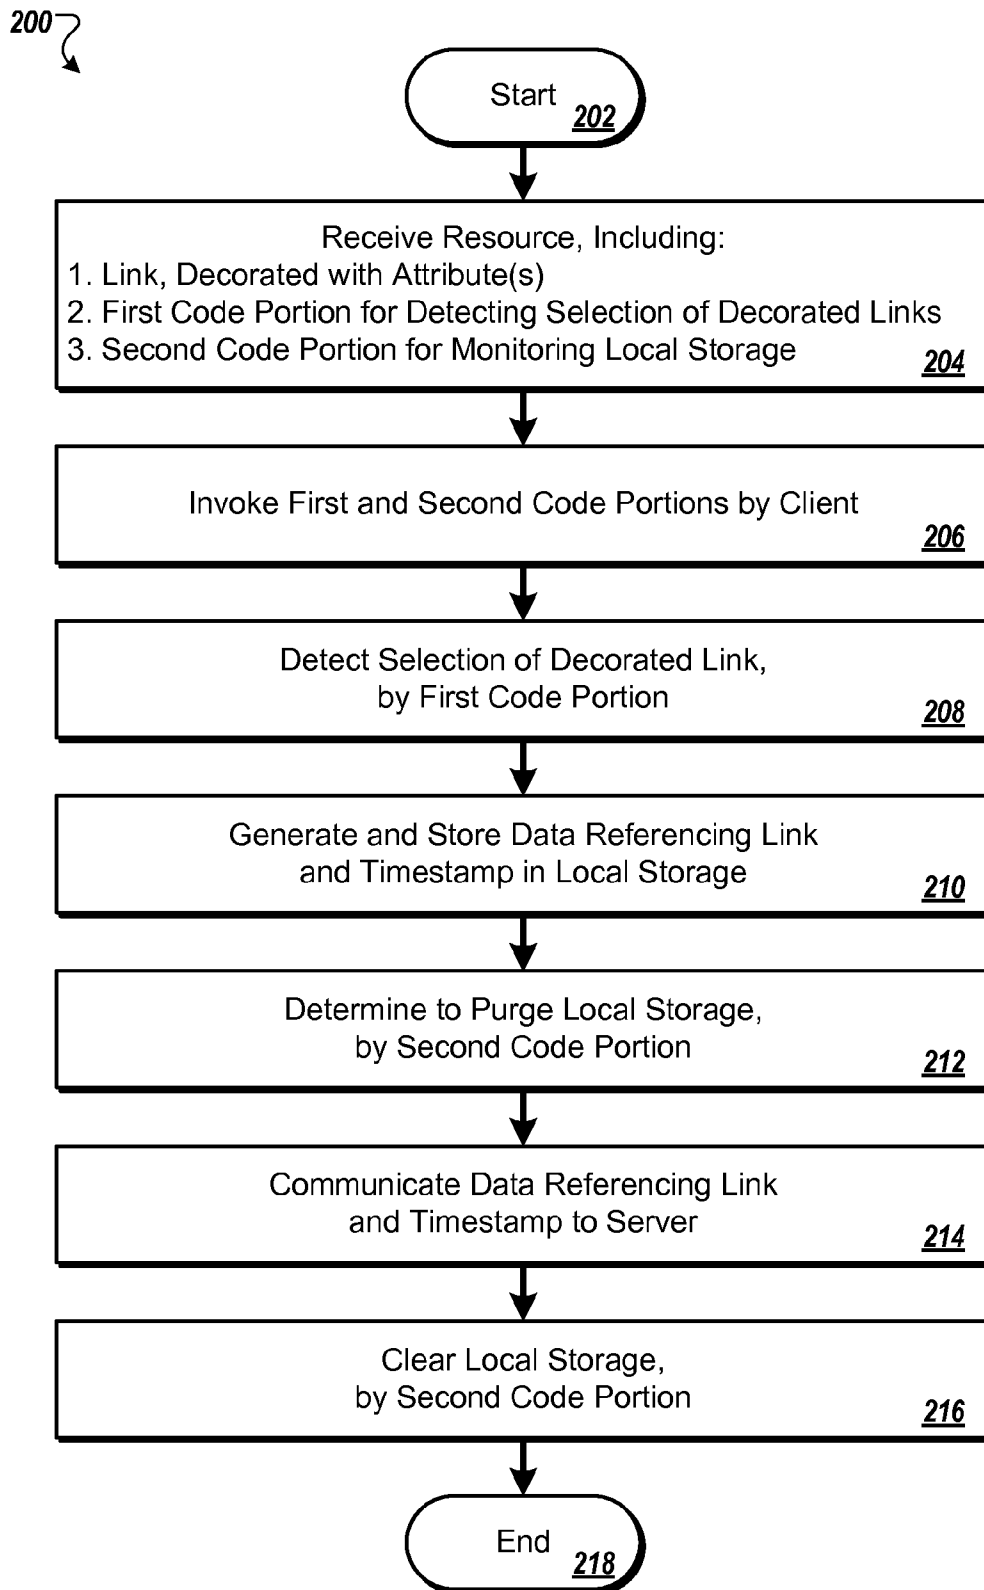 200
Start
202
Receive Resource, Including:
1. Link, Decorated with Attribute(s)
2. First Code Portion for Detecting Selection of Decorated Links
3. Second Code Portion for Monitoring Local Storage
204
Invoke First and Second Code Portions by Client
206
Detect Selection of Decorated Link,
by First Code Portion
208
Generate and Store Data Referencing Link
and Timestamp in Local Storage
210
Determine to Purge Local Storage,
by Second Code Portion
212
Communicate Data Referencing Link
and Timestamp to Server
214
Clear Local Storage,
by Second Code Portion
216
End
218